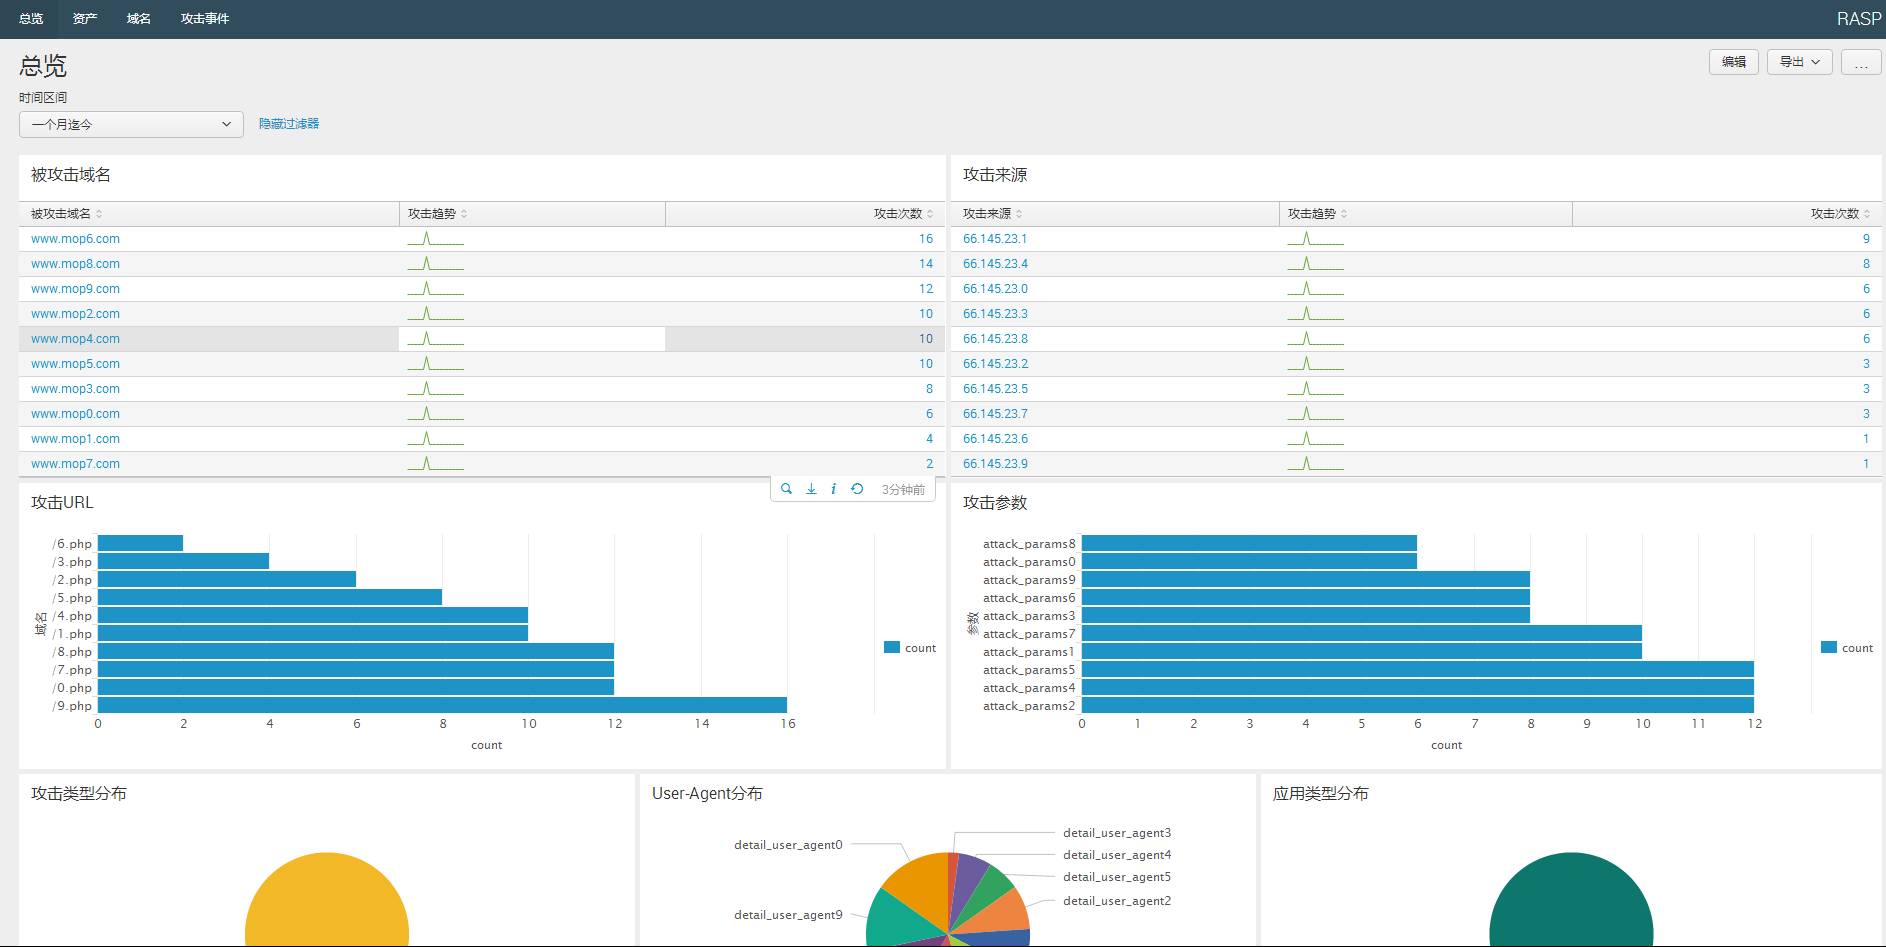 总览 资产 域名 攻击事件 RASP
总览
编辑 导出 ...
时间区间
一个月迄今 隐藏过滤器
被攻击域名
被攻击域名 攻击趋势 攻击次数
www.mop6.com 16
www.mop8.com 14
www.mop9.com 12
www.mop2.com 10
www.mop4.com 10
www.mop5.com 10
www.mop3.com 8
www.mop0.com 6
www.mop1.com 4
www.mop7.com 2
i 3分钟前
攻击来源
攻击来源 攻击趋势 攻击次数
66.145.23.1 9
66.145.23.4 8
66.145.23.0 6
66.145.23.3 6
66.145.23.8 6
66.145.23.2 3
66.145.23.5 3
66.145.23.7 3
66.145.23.6 1
66.145.23.9 1
攻击URL
域名
/6.php
/3.php
/2.php
/5.php
/4.php
/1.php
/8.php
/7.php
/0.php
/9.php
0 2 4 6 8 10 12 14 16
count
count
攻击参数
参数
attack_params8
attack_params0
attack_params9
attack_params6
attack_params3
attack_params7
attack_params1
attack_params5
attack_params4
attack_params2
0 1 2 3 4 5 6 7 8 9 10 11 12
count
count
攻击类型分布
User-Agent分布
detail_user_agent0
detail_user_agent9
detail_user_agent3
detail_user_agent4
detail_user_agent5
detail_user_agent2
应用类型分布